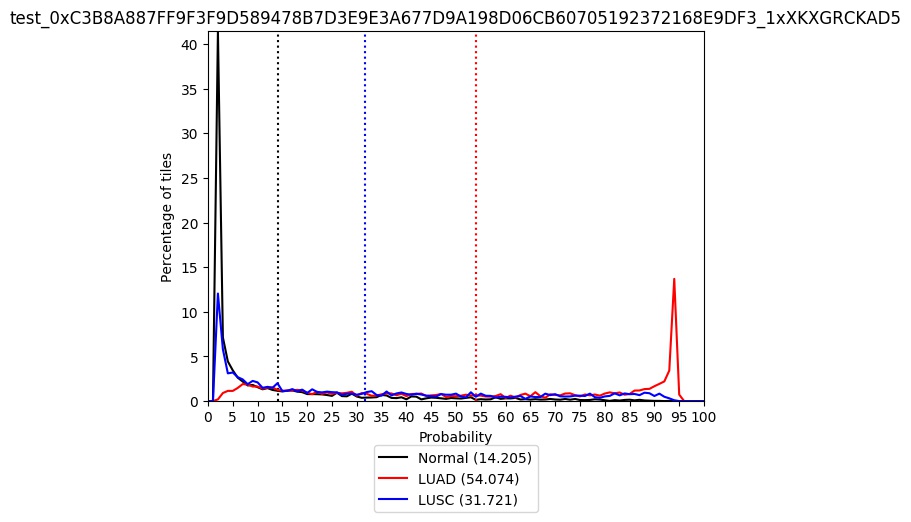 test_0xC3B8A887FF9F3F9D589478B7D3E9E3A677D9A198D06CB60705192372168E9DF3_1xXKXGRCKAD5
40
35
30
25
20
15
10
5
0
Percentage of tiles
0 5 10 15 20 25 30 35 40 45 50 55 60 65 70 75 80 85 90 95 100
Probability
Normal (14.205)
LUAD (54.074)
LUSC (31.721)